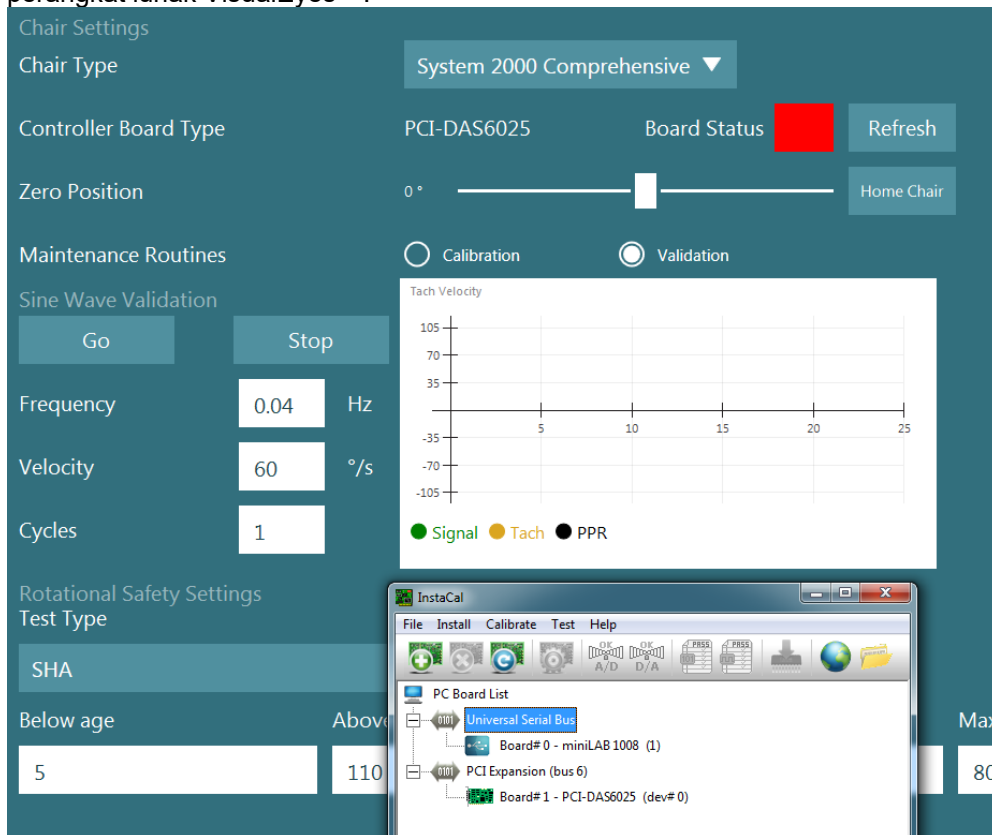 perangkat lunak VisualEyes™.
Chair Settings
Chair Type System 2000 Comprehensive
Controller Board Type PCI-DAS6025 Board Status Refresh
Zero Position 0 ° Home Chair
Maintenance Routines Calibration Validation
Sine Wave Validation
Go Stop
Frequency 0.04 Hz
Velocity 60 °/s
Cycles 1
Tach Velocity
105
70
35
5 10 15 20 25
-35
-70
-105
Signal Tach PPR
Rotational Safety Settings
Test Type
SHA
Below age Above Max
5 110 80
InstaCal
File Install Calibrate Test Help
OK A/D OK D/A PASS PASS
PC Board List
0101 Universal Serial Bus
Board# 0 - miniLAB 1008 (1)
0101 PCI Expansion (bus 6)
Board# 1 - PCI-DAS6025 (dev# 0)